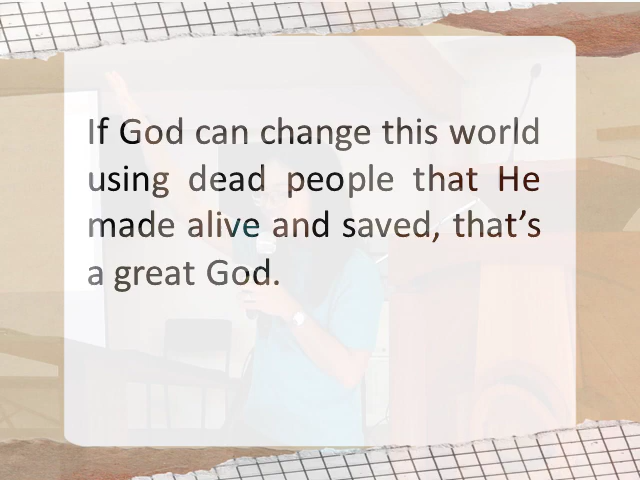 If God can change this world
using dead people that He
made alive and saved, that’s
a great God.